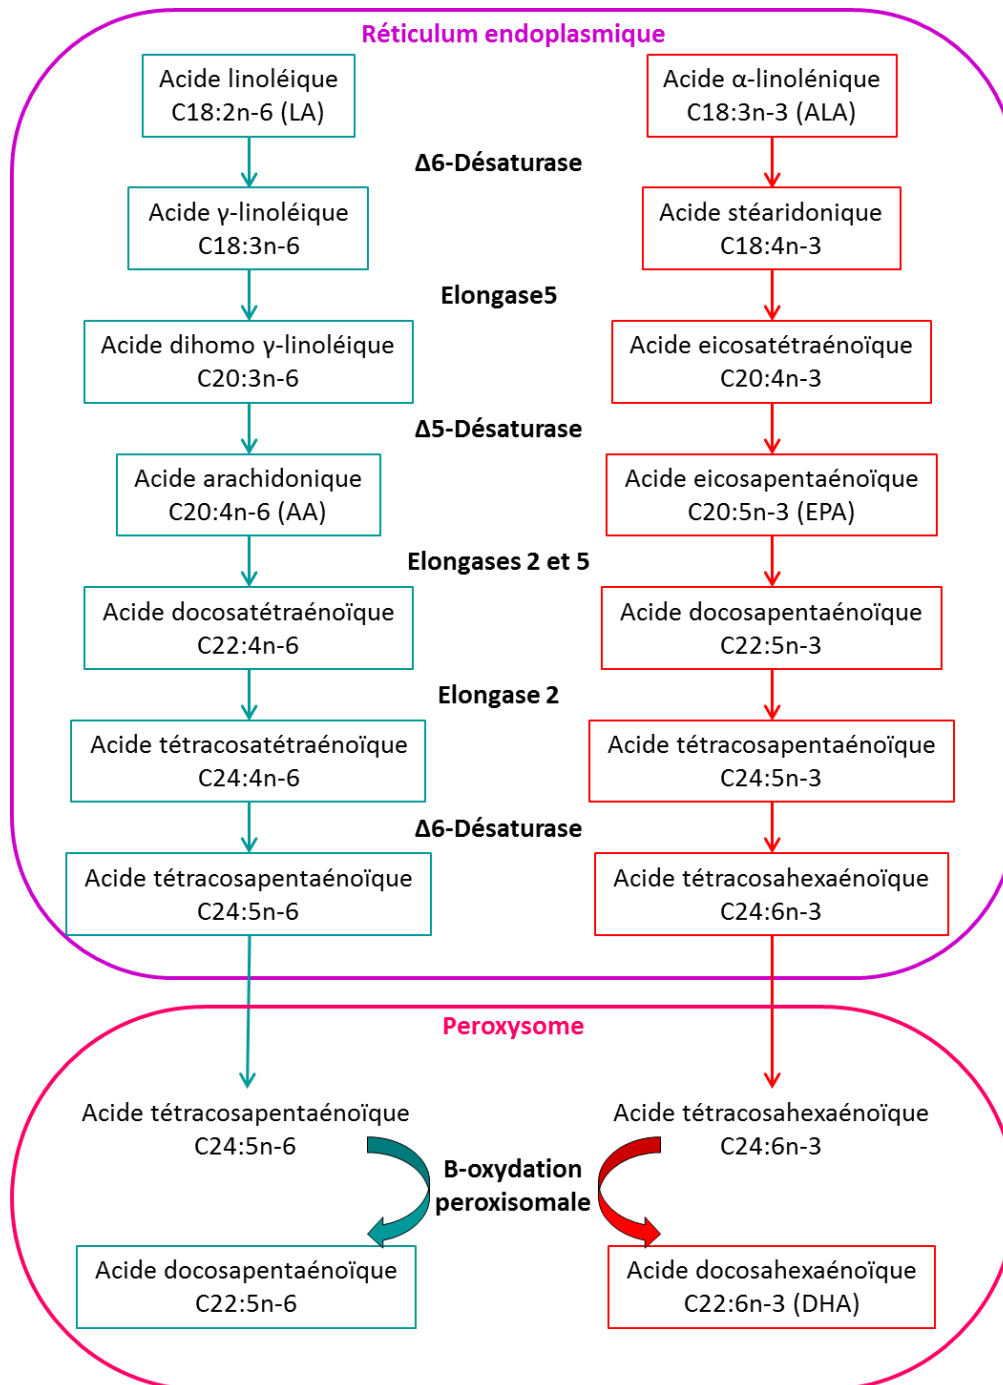 Réticulum endoplasmique
Acide linoléique
C18:2n-6 (LA)
Acide α-linolénique
C18:3n-3 (ALA)
Δ6-Désaturase
Acide γ-linoléique
C18:3n-6
Acide stéaridonique
C18:4n-3
Elongase5
Acide dihomo γ-linoléique
C20:3n-6
Acide eicosatétraénoïque
C20:4n-3
Δ5-Désaturase
Acide arachidonique
C20:4n-6 (AA)
Acide eicosapentaénoïque
C20:5n-3 (EPA)
Elongases 2 et 5
Acide docosatétraénoïque
C22:4n-6
Acide docosapentaénoïque
C22:5n-3
Elongase 2
Acide tétracosatétraénoïque
C24:4n-6
Acide tétracosapentaénoïque
C24:5n-3
Δ6-Désaturase
Acide tétracosapentaénoïque
C24:5n-6
Acide tétracosahexaénoïque
C24:6n-3
Peroxysome
Acide tétracosapentaénoïque
C24:5n-6
Acide tétracosahexaénoïque
C24:6n-3
B-oxydation
peroxisomale
Acide docosapentaénoïque
C22:5n-6
Acide docosahexaénoïque
C22:6n-3 (DHA)